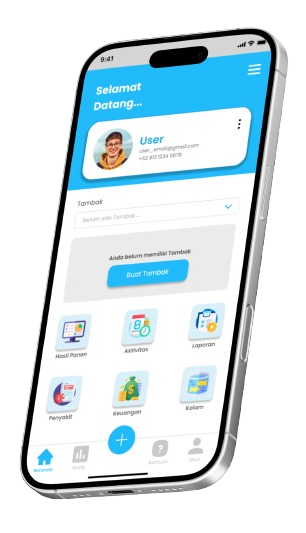 9:41
Selamat
Datang...
User
user_email@gmail.com
+62 812 1234 5678
Tambak
Belum ada Tambak ...
Anda belum memiliki Tambak
Buat Tambak
Hasil Panen
Aktivitas
Laporan
Penyakit
Keuangan
Kolam
Beranda
Grafik
Bantuan
Akun